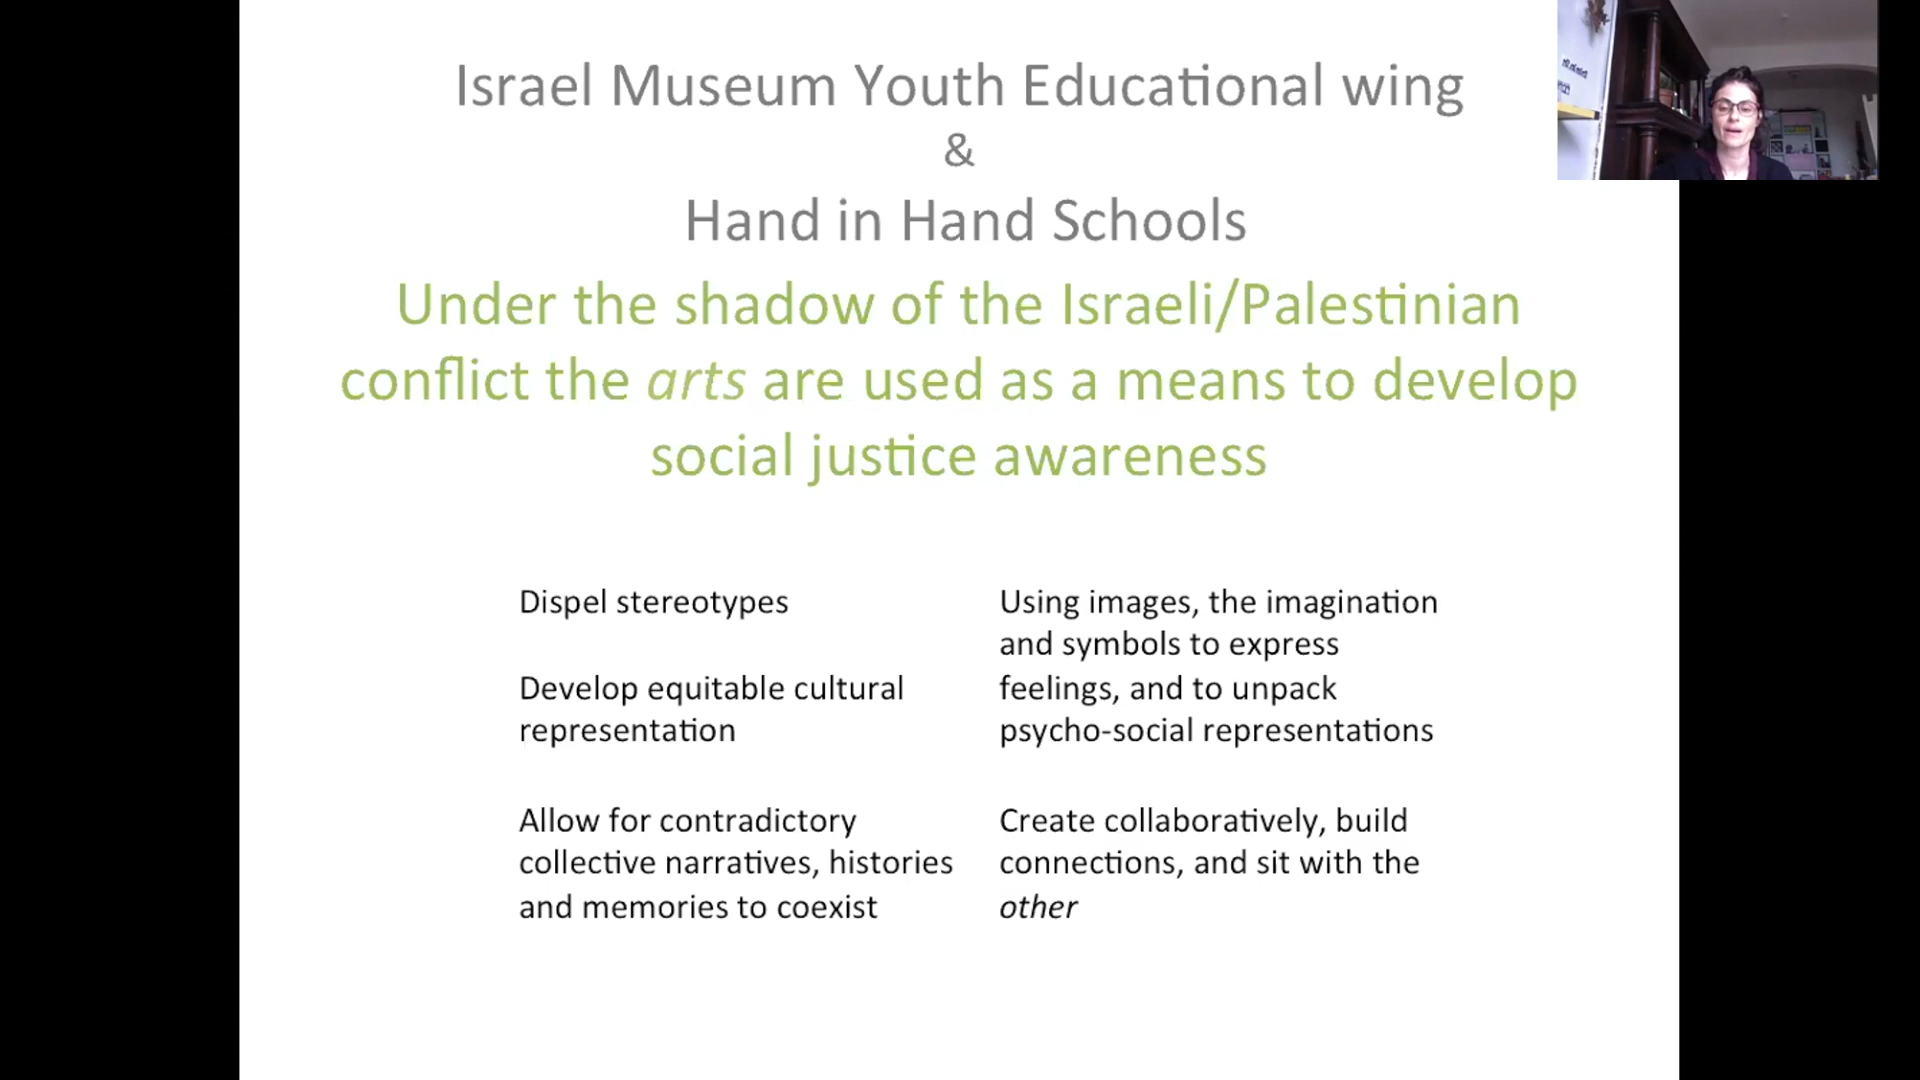 Israel Museum Youth Educational wing
&
Hand in Hand Schools
Under the shadow of the Israeli/Palestinian
conflict the arts are used as a means to develop
social justice awareness
Dispel stereotypes
Develop equitable cultural
representation
Allow for contradictory
collective narratives, histories
and memories to coexist
Using images, the imagination
and symbols to express
feelings, and to unpack
psycho-social representations
Create collaboratively, build
connections, and sit with the
other